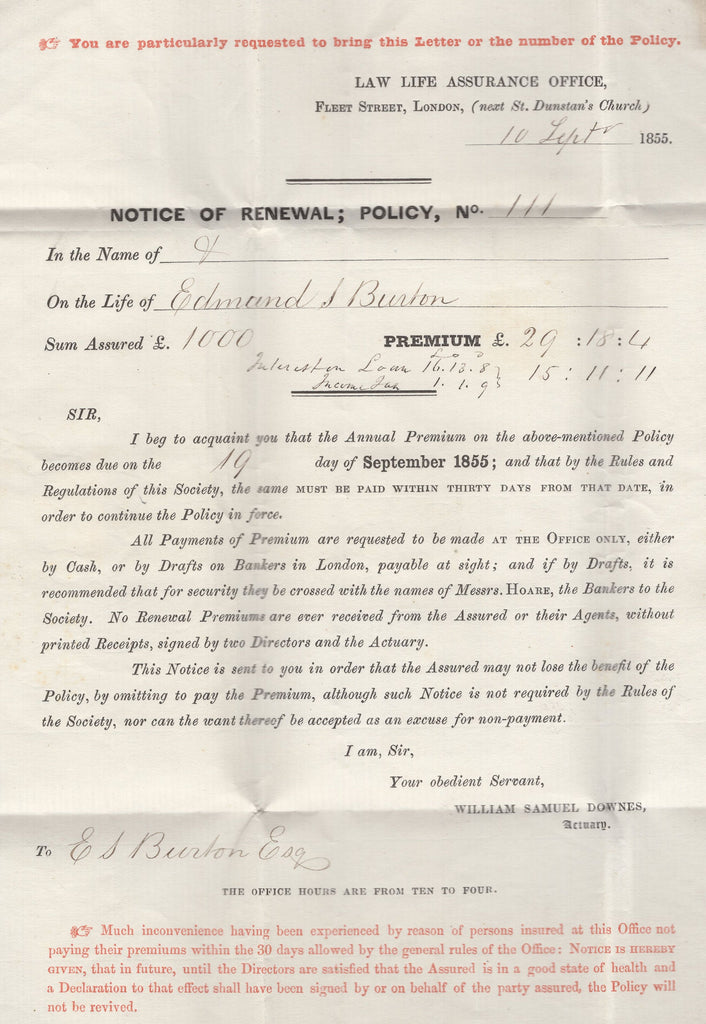 ☞ You are particularly requested to bring this Letter or the number of the Policy.
LAW LIFE ASSURANCE OFFICE,
FLEET STREET, LONDON, (next St. Dunstan's Church)
10 Septr 1855.
NOTICE OF RENEWAL; POLICY, No. 111
In the Name of
On the Life of Edmund S Burton
Sum Assured £. 1000 PREMIUM £. 29 : 18 : 4
Interest on Loan 16. 13. 8
Income Tax 1. 1. 9 } 15 : 11 : 11
SIR,
I beg to acquaint you that the Annual Premium on the above-mentioned Policy
becomes due on the 19 day of September 1855; and that by the Rules and
Regulations of this Society, the same MUST BE PAID WITHIN THIRTY DAYS FROM THAT DATE, in
order to continue the Policy in force.
All Payments of Premium are requested to be made AT THE OFFICE ONLY, either
by Cash, or by Drafts on Bankers in London, payable at sight; and if by Drafts, it is
recommended that for security they be crossed with the names of Messrs. HOARE, the Bankers to the
Society. No Renewal Premiums are ever received from the Assured or their Agents, without
printed Receipts, signed by two Directors and the Actuary.
This Notice is sent to you in order that the Assured may not lose the benefit of the
Policy, by omitting to pay the Premium, although such Notice is not required by the Rules of
the Society, nor can the want thereof be accepted as an excuse for non-payment.
I am, Sir,
Your obedient Servant,
WILLIAM SAMUEL DOWNES,
Actuary.
To E S Burton Esq
THE OFFICE HOURS ARE FROM TEN TO FOUR.
☞ Much inconvenience having been experienced by reason of persons insured at this Office not
paying their premiums within the 30 days allowed by the general rules of the Office: NOTICE IS HEREBY
GIVEN, that in future, until the Directors are satisfied that the Assured is in a good state of health and
a Declaration to that effect shall have been signed by or on behalf of the party assured, the Policy will
not be revived.